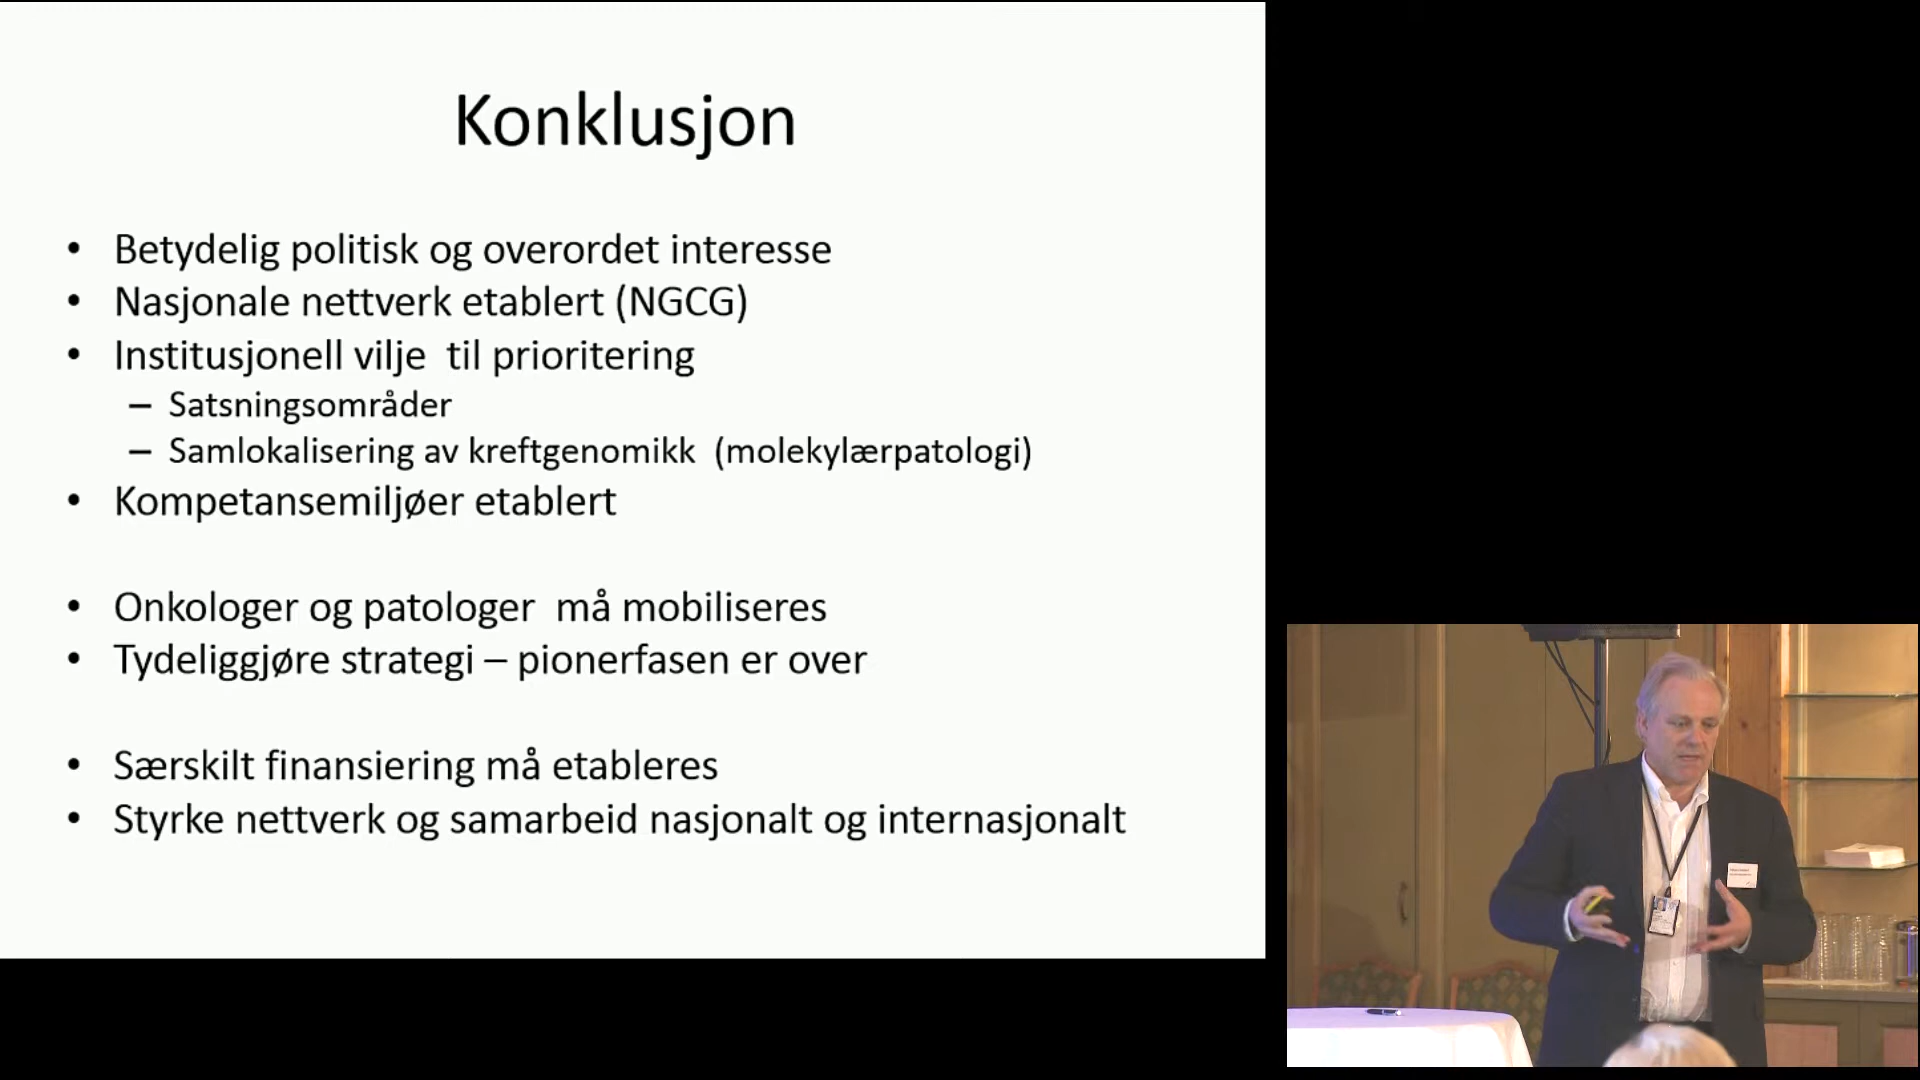 Konklusjon
• Betydelig politisk og overordet interesse
• Nasjonale nettverk etablert (NGCG)
• Institusjonell vilje  til prioritering
– Satsningsområder
– Samlokalisering av kreftgenomikk  (molekylærpatologi)
• Kompetansemiljøer etablert
• Onkologer og patologer  må mobiliseres
• Tydeliggjøre strategi – pionerfasen er over
• Særskilt finansiering må etableres
• Styrke nettverk og samarbeid nasjonalt og internasjonalt